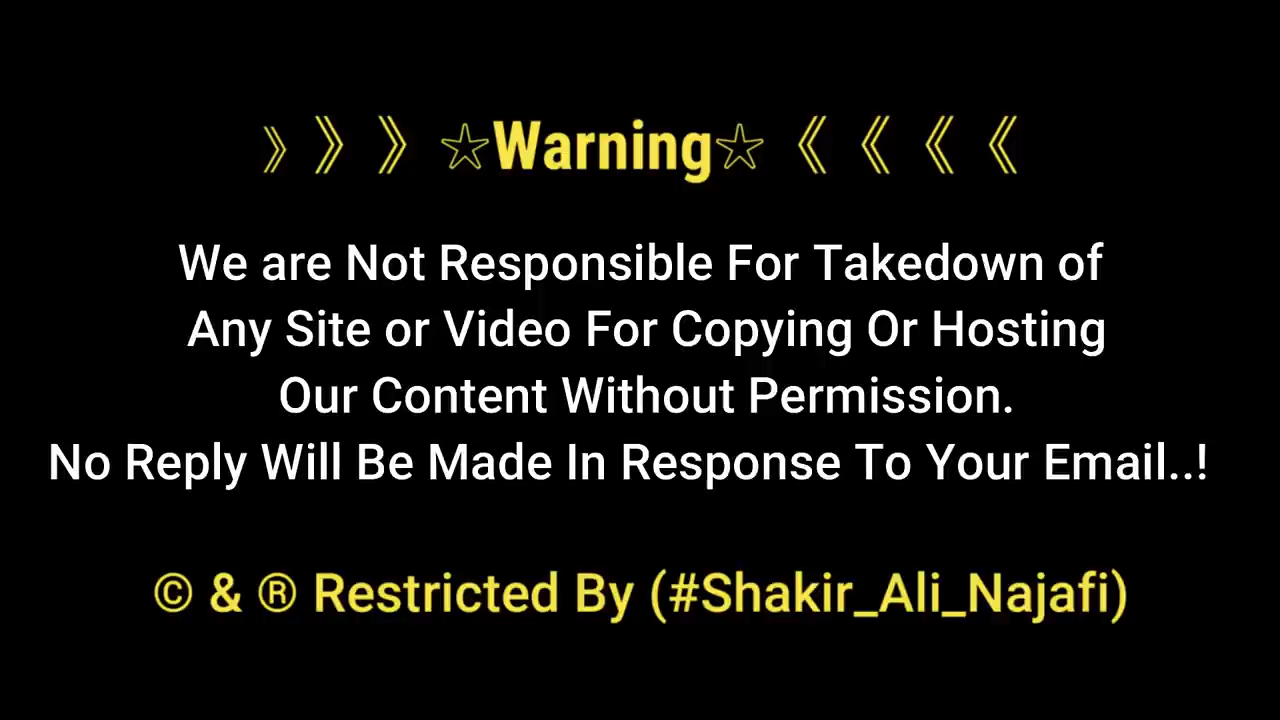 》》》☆Warning☆《《《《
We are Not Responsible For Takedown of
Any Site or Video For Copying Or Hosting
Our Content Without Permission.
No Reply Will Be Made In Response To Your Email..!
© & ® Restricted By (#Shakir_Ali_Najafi)